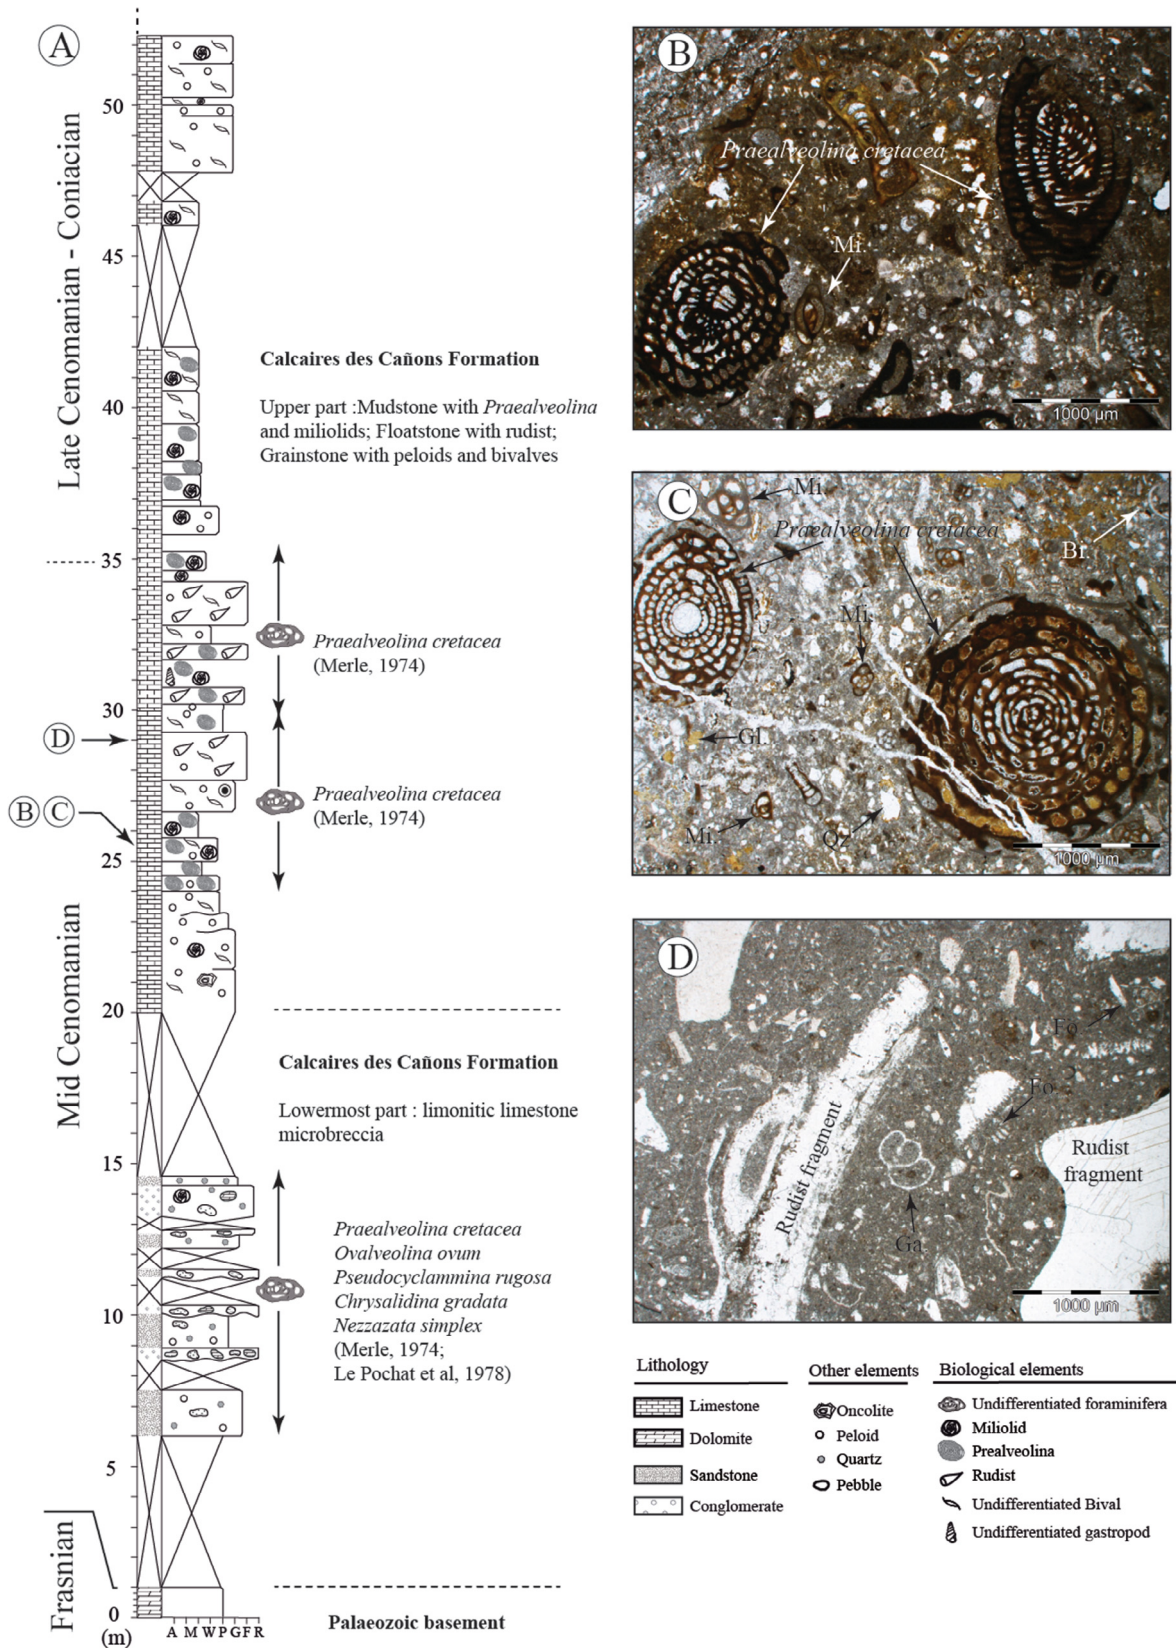 A
Late Cenomanian - Coniacian
Mid Cenomanian
Frasnian
50
45
40
35
30
25
20
15
10
5
0
(m)
A M W P G F R
D
B C
Calcaires des Cañons Formation
Upper part :Mudstone with Praealveolina
and miliolids; Floatstone with rudist;
Grainstone with peloids and bivalves
Praealveolina cretacea
(Merle, 1974)
Praealveolina cretacea
(Merle, 1974)
Calcaires des Cañons Formation
Lowermost part : limonitic limestone
microbreccia
Praealveolina cretacea
Ovalveolina ovum
Pseudocyclammina rugosa
Chrysalidina gradata
Nezzazata simplex
(Merle, 1974;
Le Pochat et al, 1978)
Palaeozoic basement
B
Praealveolina cretacea
Mi.
1000 µm
C
Mi.
Praealveolina cretacea
Bi.
Mi.
Gl.
Mi.
Qz
1000 µm
D
Fo
Fo
Rudist fragment
Rudist
fragment
Ga
1000 µm
Lithology
Limestone
Dolomite
Sandstone
Conglomerate
Other elements
Oncolite
Peloid
Quartz
Pebble
Biological elements
Undifferentiated foraminifera
Miliolid
Prealveolina
Rudist
Undifferentiated Bival
Undifferentiated gastropod